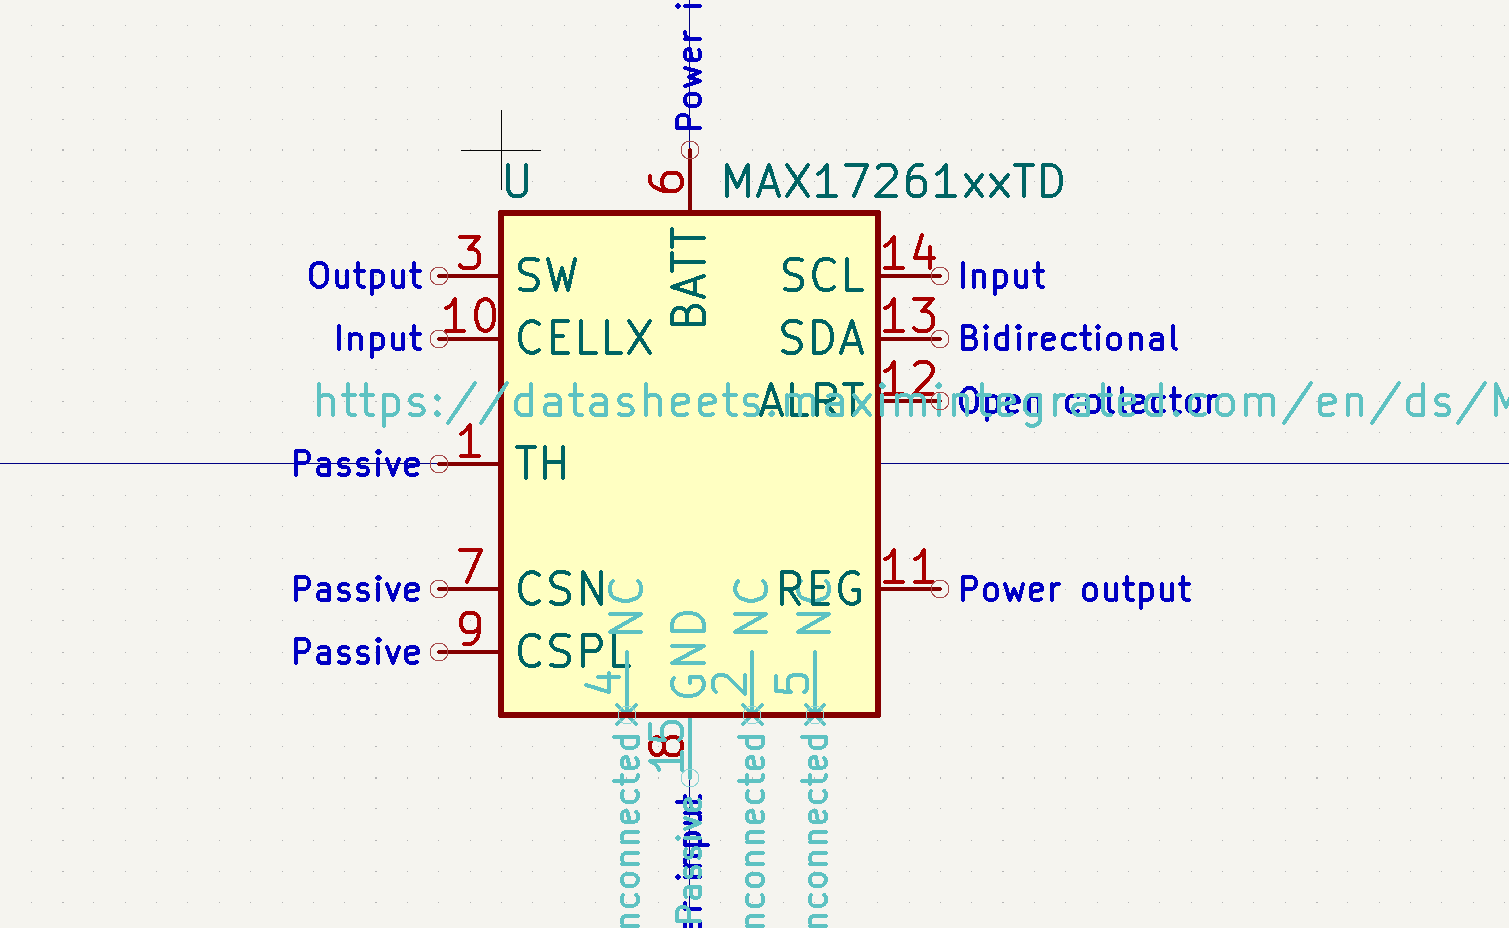 Power i
6
U
MAX17261xxTD
BATT
Output
3
SW
SCL
14
Input
Input
10
CELLX
SDA
13
Bidirectional
https://datasheets.maximintegrated.com/en/ds/M
ALRT
12
Open collector
Passive
1
TH
Passive
7
CSN
REG
11
Power output
Passive
9
CSPL
NC
4
GND
NC
2
NC
5
8
15
input
Passive
nconnected
nconnected
nconnected